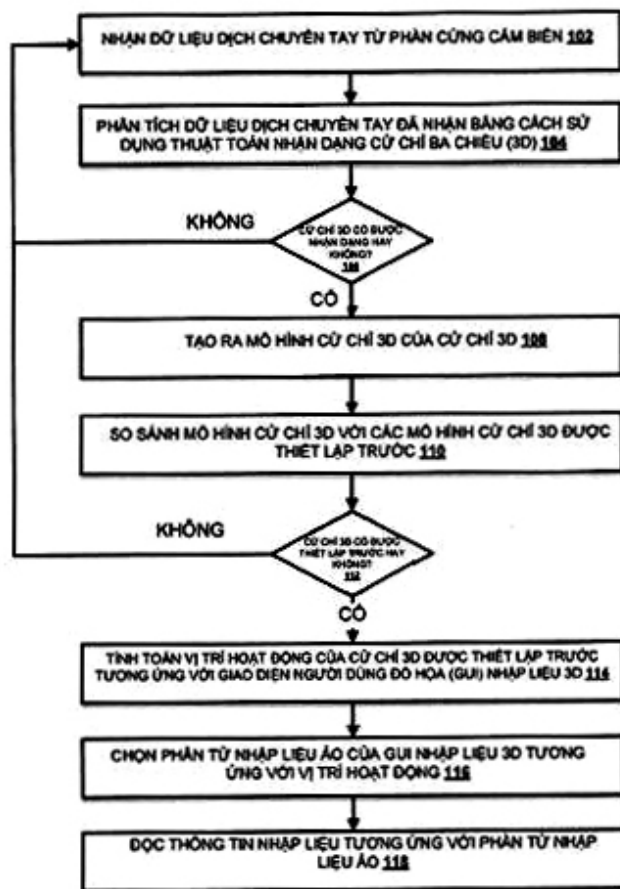 NHẬN DỮ LIỆU DỊCH CHUYỂN TAY TỪ PHẦN CỨNG CẢM BIẾN 102
PHÂN TÍCH DỮ LIỆU DỊCH CHUYỂN TAY ĐÃ NHẬN BẰNG CÁCH SỬ
DỤNG THUẬT TOÁN NHẬN DẠNG CỬ CHỈ BA CHIỀU (3D) 104
KHÔNG
CỬ CHỈ 3D CÓ ĐƯỢC
NHẬN DẠNG HAY
KHÔNG?
106
CÓ
TẠO RA MÔ HÌNH CỬ CHỈ 3D CỦA CỬ CHỈ 3D 108
SO SÁNH MÔ HÌNH CỬ CHỈ 3D VỚI CÁC MÔ HÌNH CỬ CHỈ 3D ĐƯỢC
THIẾT LẬP TRƯỚC 110
KHÔNG
CỬ CHỈ 3D CÓ ĐƯỢC
THIẾT LẬP TRƯỚC HAY
KHÔNG?
112
CÓ
TÍNH TOÁN VỊ TRÍ HOẠT ĐỘNG CỦA CỬ CHỈ 3D ĐƯỢC THIẾT LẬP TRƯỚC
TƯƠNG ỨNG VỚI GIAO DIỆN NGƯỜI DÙNG ĐỒ HỌA (GUI) NHẬP LIỆU 3D 114
CHỌN PHẦN TỬ NHẬP LIỆU ẢO CỦA GUI NHẬP LIỆU 3D TƯƠNG
ỨNG VỚI VỊ TRÍ HOẠT ĐỘNG 116
ĐỌC THÔNG TIN NHẬP LIỆU TƯƠNG ỨNG VỚI PHẦN TỬ NHẬP
LIỆU ẢO 118